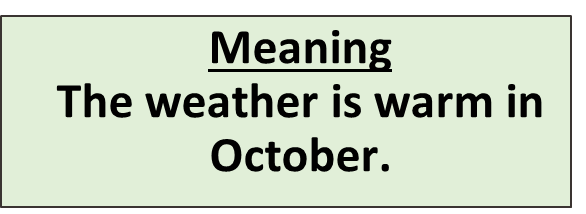 Meaning
The weather is warm in
October.